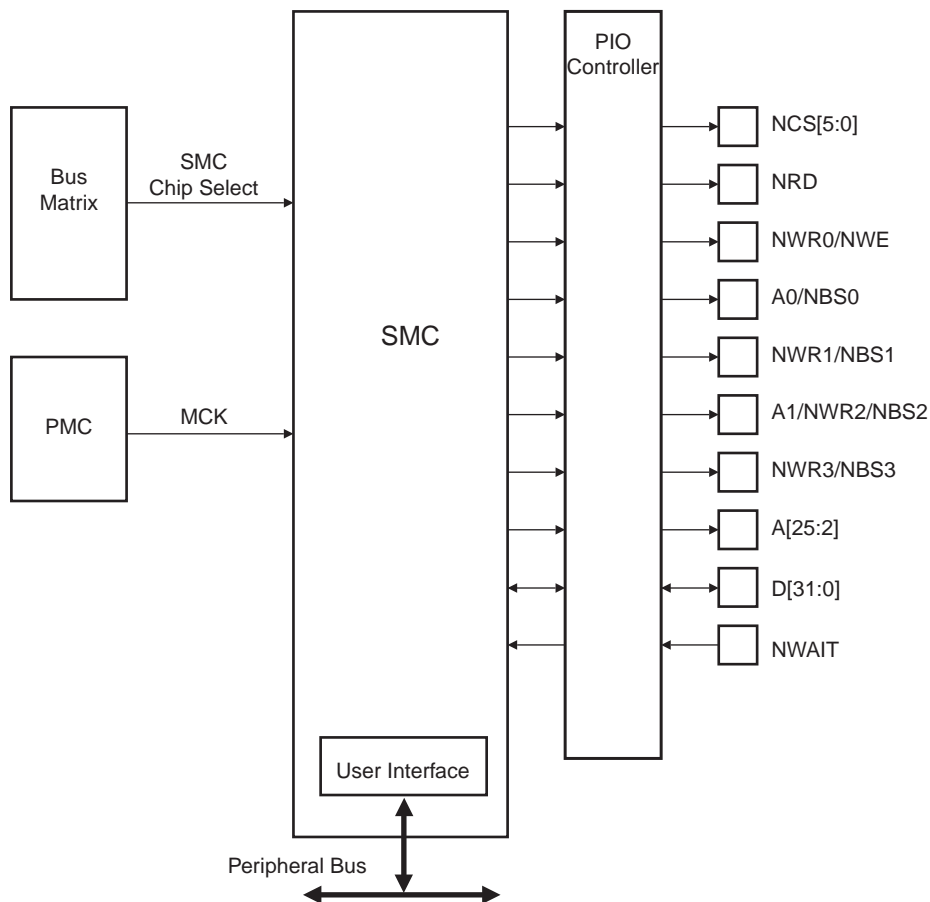 PIO
Controller
Bus
Matrix
SMC
Chip Select
PMC
MCK
SMC
NCS[5:0]
NRD
NWR0/NWE
A0/NBS0
NWR1/NBS1
A1/NWR2/NBS2
NWR3/NBS3
A[25:2]
D[31:0]
NWAIT
User Interface
Peripheral Bus